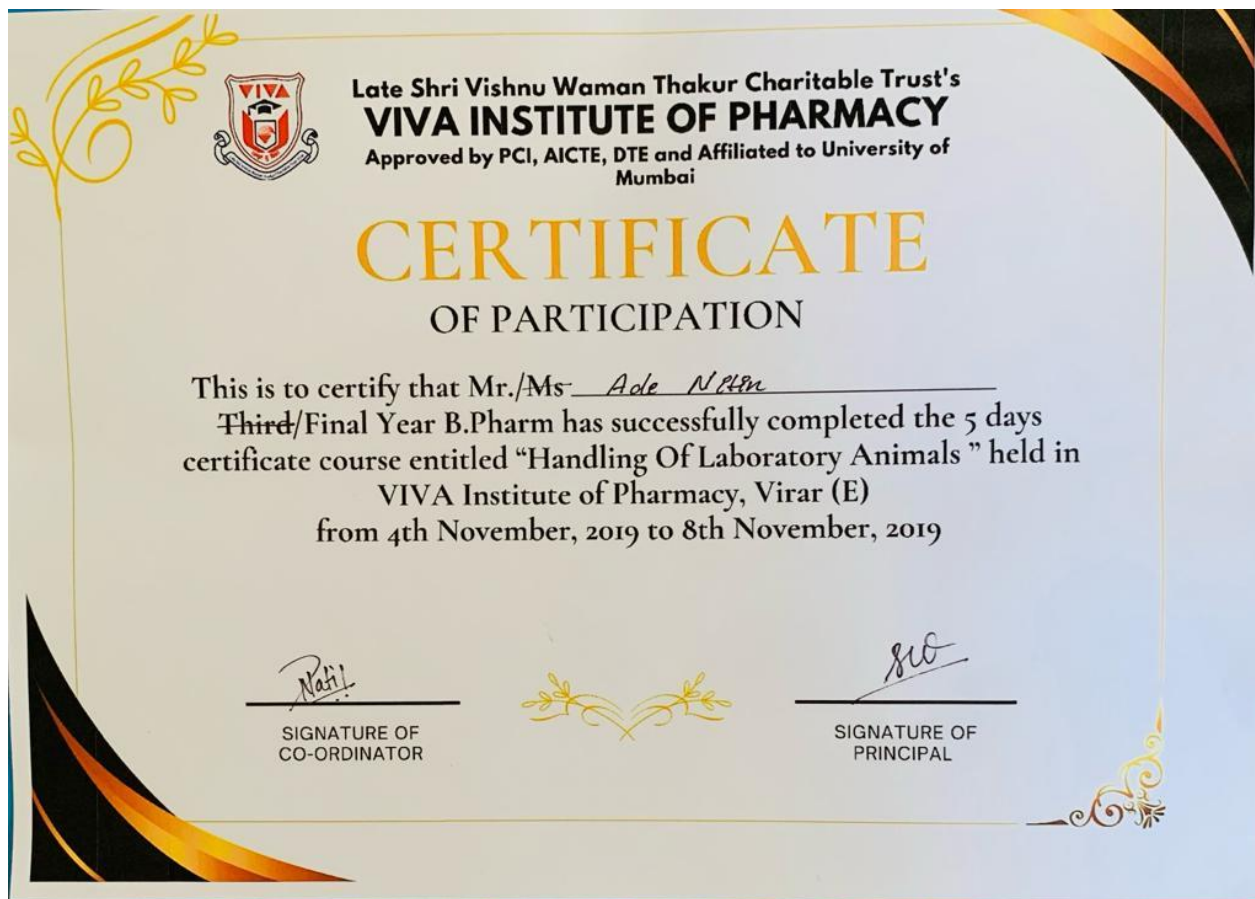 VIVA
Late Shri Vishnu Waman Thakur Charitable Trust's
VIVA INSTITUTE OF PHARMACY
Approved by PCI, AICTE, DTE and Affiliated to University of
Mumbai
CERTIFICATE
OF PARTICIPATION
This is to certify that Mr./Ms Ade Nitin
Third/Final Year B.Pharm has successfully completed the 5 days
certificate course entitled “Handling Of Laboratory Animals ” held in
VIVA Institute of Pharmacy, Virar (E)
from 4th November, 2019 to 8th November, 2019
SIGNATURE OF
CO-ORDINATOR
SIGNATURE OF
PRINCIPAL